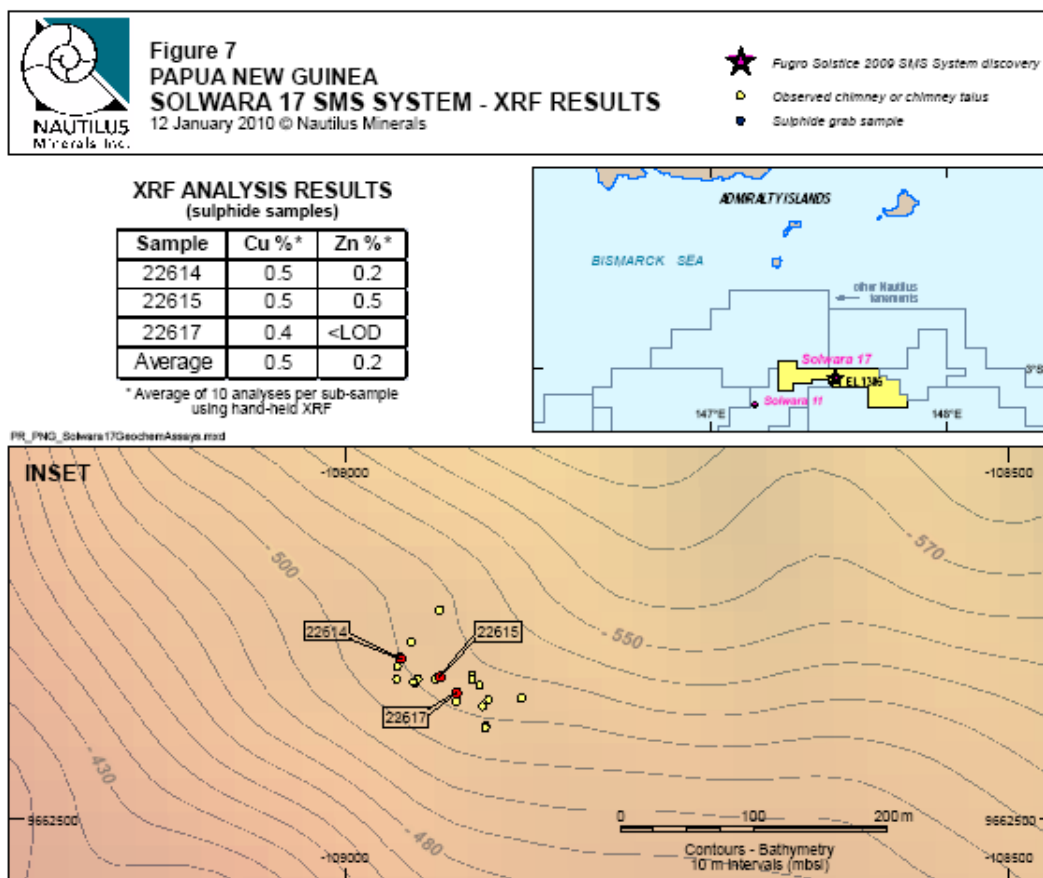 NAUTILUS
Minerals Inc.
Figure 7
PAPUA NEW GUINEA
SOLWARA 17 SMS SYSTEM - XRF RESULTS
12 January 2010 © Nautilus Minerals
Fugro Solstice 2009 SMS System discovery
Observed chimney or chimney talus
Sulphide grab sample
XRF ANALYSIS RESULTS
(sulphide samples)
Sample Cu %* Zn %*
22614 0.5 0.2
22615 0.5 0.5
22617 0.4 <LOD
Average 0.5 0.2
* Average of 10 analyses per sub-sample
using hand-held XRF
PR_PNG_Solwara17GeochemAssays.mxd
ADMIRALTY ISLANDS
BISMARCK SEA
other Nautilus
tenements
Solwara 17
3°S
EL 1386
Solwara 11
147°E
148°E
INSET
-109000
-108500
-500
-570
22614
22615
-550
22617
-430
9662500
-480
0 100 200 m
9662500
Contours - Bathymetry
10 m Intervals (mbsl)
-109000
-108500